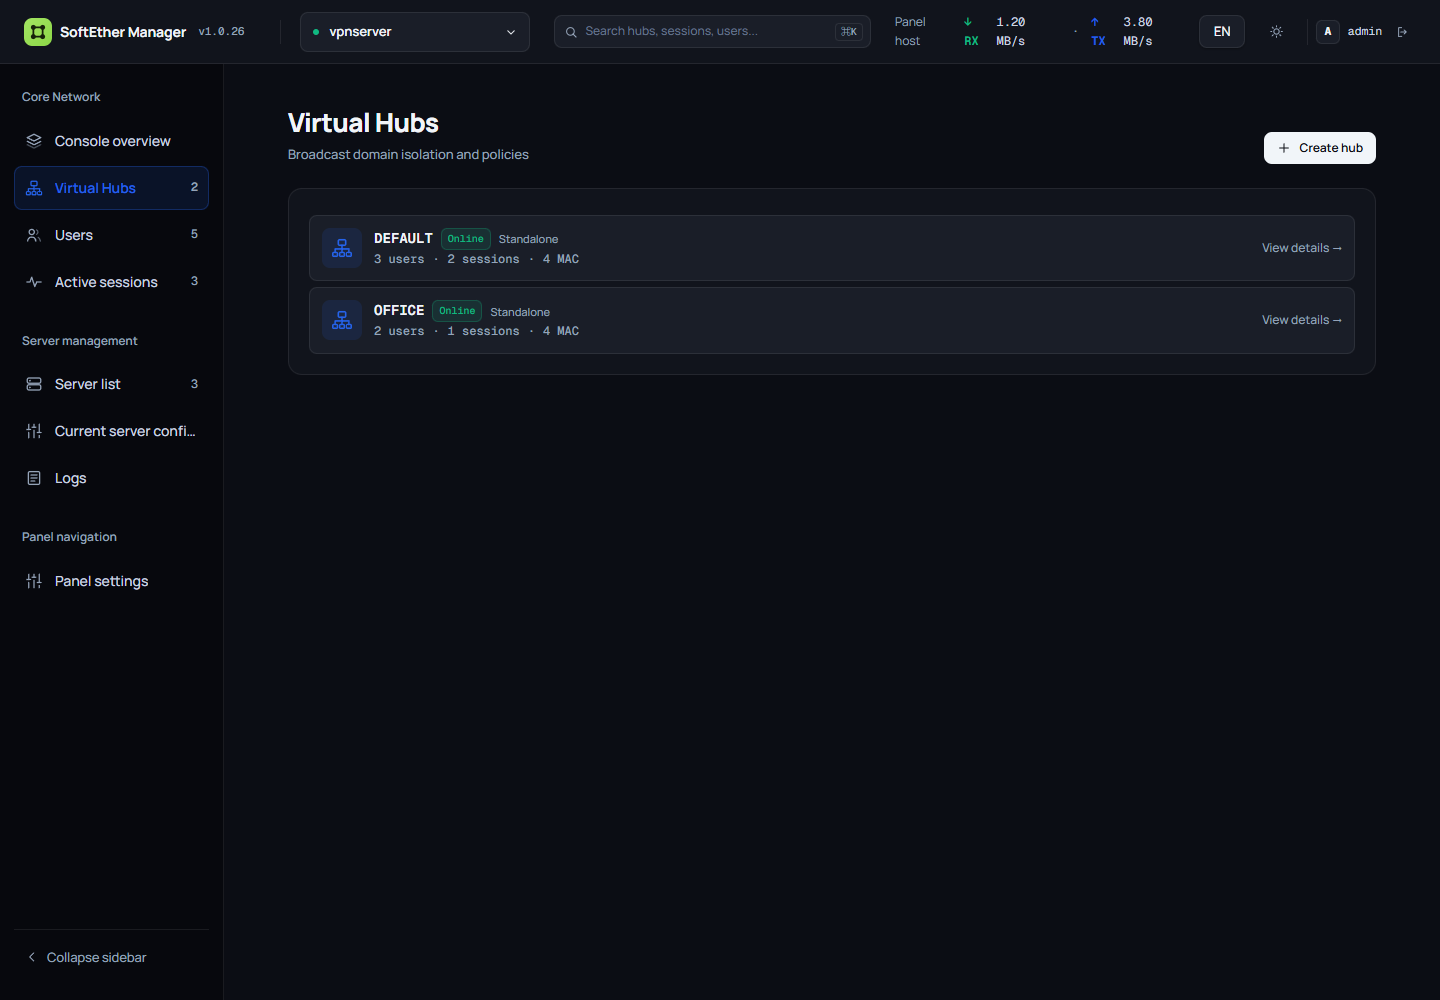 SoftEther Manager v1.0.26
vpnserver
Search hubs, sessions, users... ⌘K
Panel host
↓ RX 1.20 MB/s
·
↑ TX 3.80 MB/s
EN
A admin
Core Network
Console overview
Virtual Hubs 2
Users 5
Active sessions 3
Server management
Server list 3
Current server confi...
Logs
Panel navigation
Panel settings
Collapse sidebar
Virtual Hubs
Broadcast domain isolation and policies
+ Create hub
DEFAULT Online Standalone
3 users · 2 sessions · 4 MAC
View details →
OFFICE Online Standalone
2 users · 1 sessions · 4 MAC
View details →